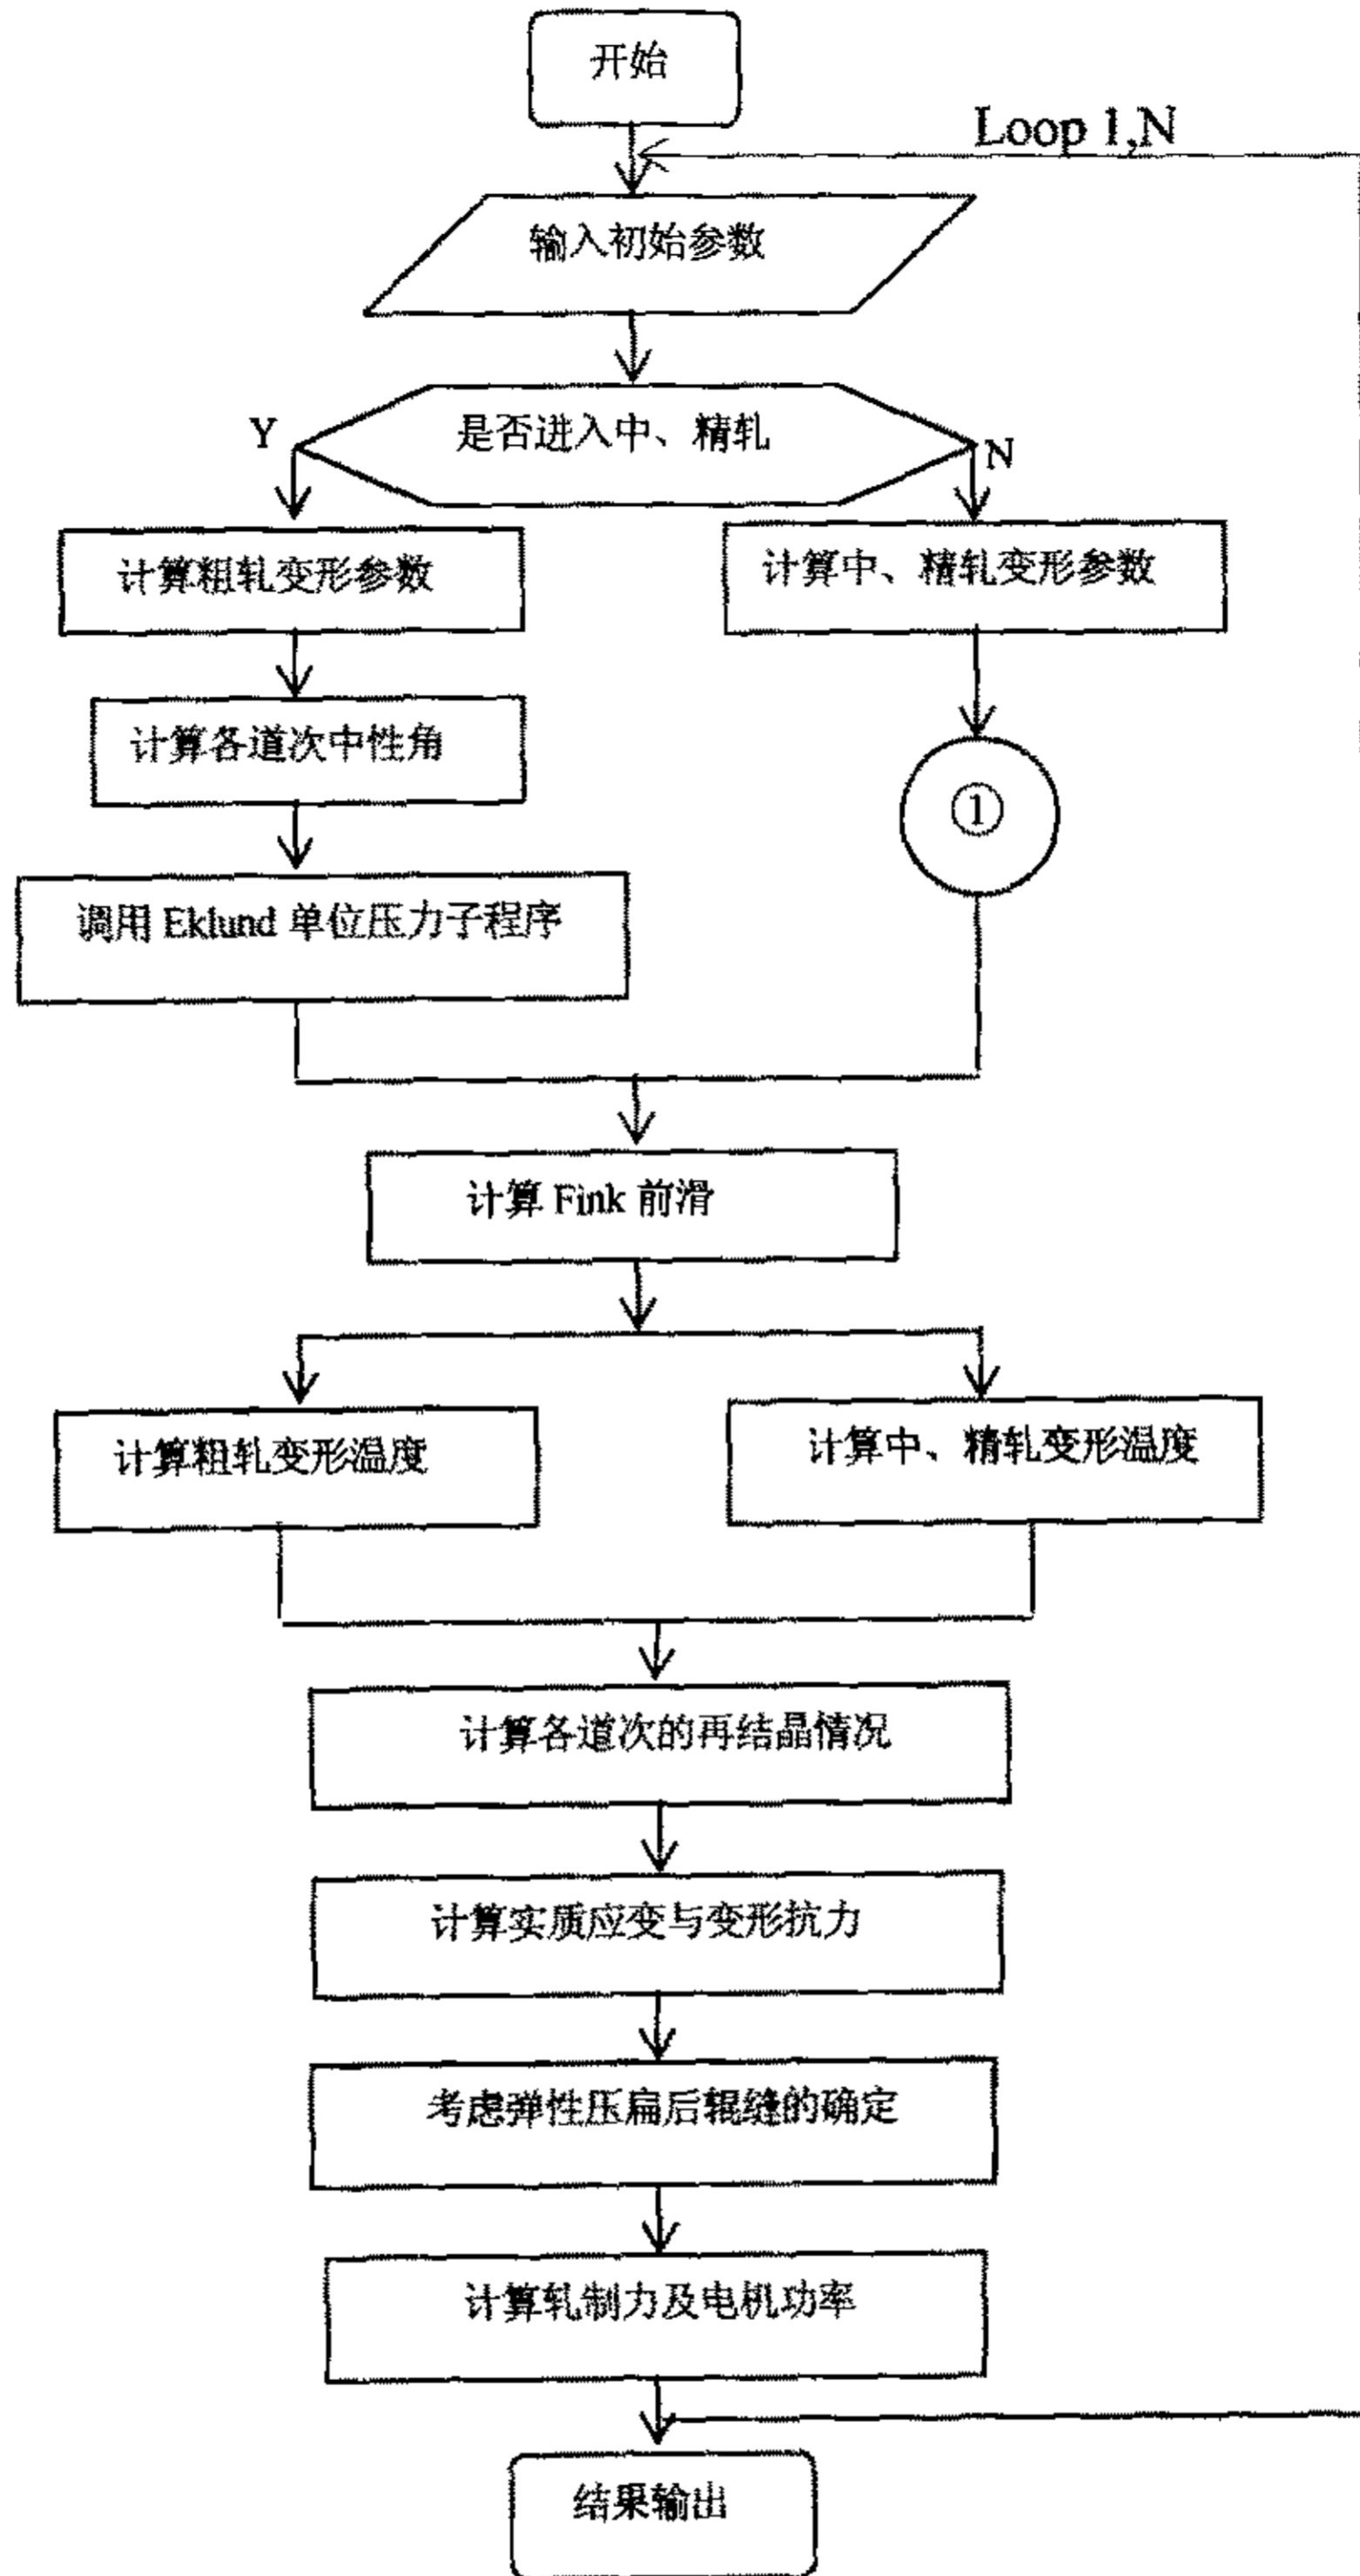 开始
Loop 1,N
输入初始参数
是否进入中、精轧
Y
N
计算粗轧变形参数
计算中、精轧变形参数
计算各道次中性角
①
调用 Eklund 单位压力子程序
计算 Fink 前滑
计算粗轧变形温度
计算中、精轧变形温度
计算各道次的再结晶情况
计算实质应变与变形抗力
考虑弹性压扁后辊缝的确定
计算轧制力及电机功率
结果输出